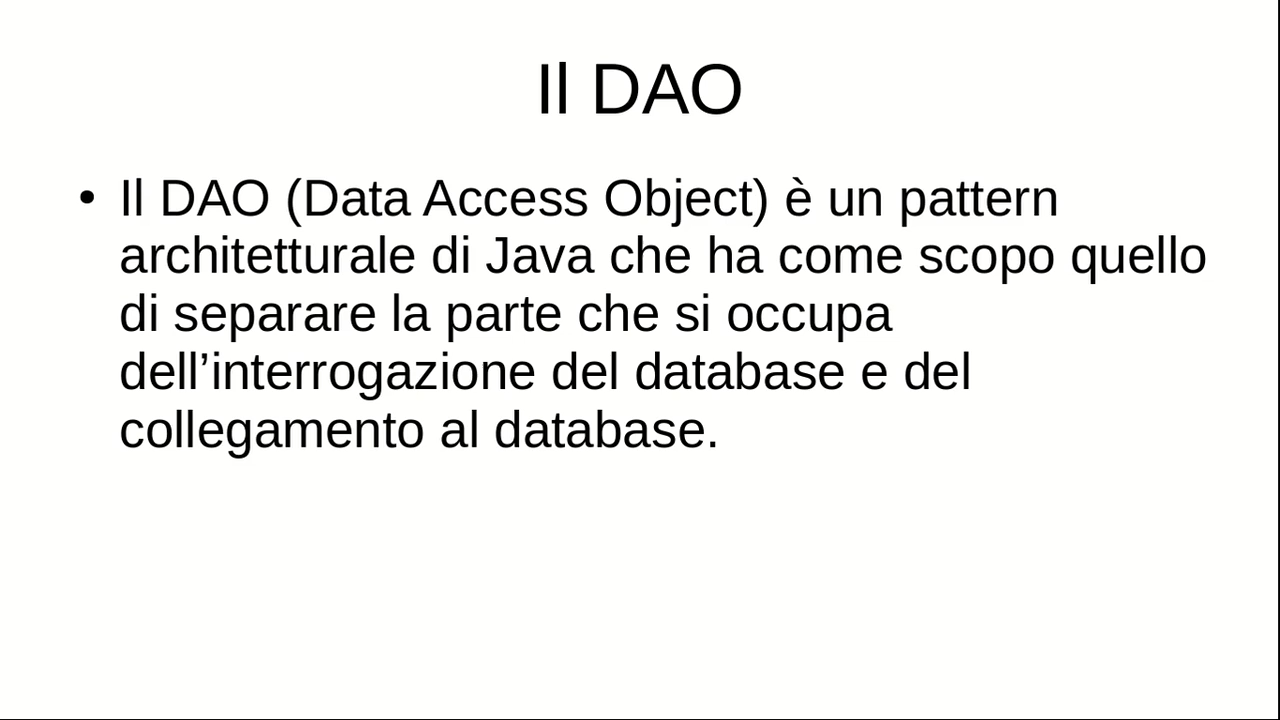 Il DAO
• Il DAO (Data Access Object) è un pattern
architetturale di Java che ha come scopo quello
di separare la parte che si occupa
dell’interrogazione del database e del
collegamento al database.